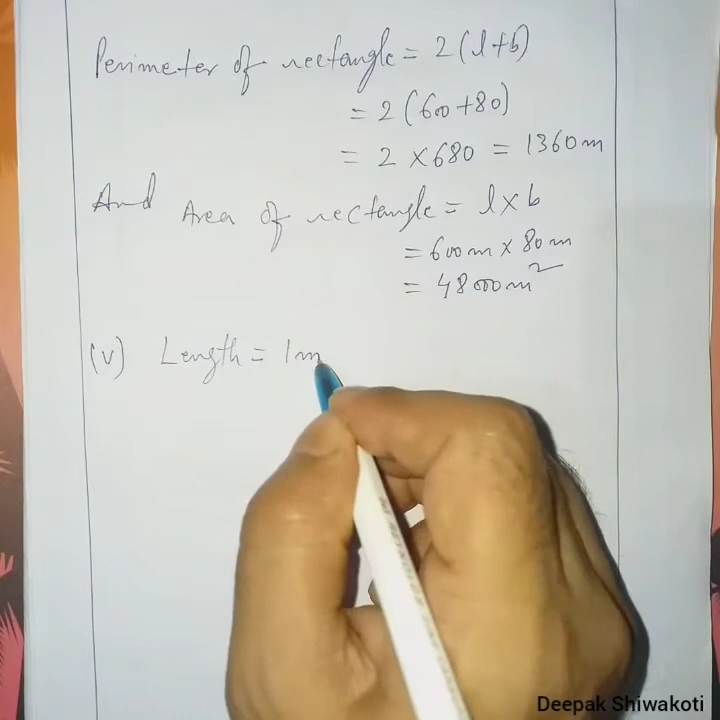 Perimeter of rectangle = 2(l+b)
= 2(600+80)
= 2 × 680 = 1360m
And Area of rectangle = l×b
= 600m × 80m
= 48000m²
(v) Length = 1m
Deepak Shiwakoti